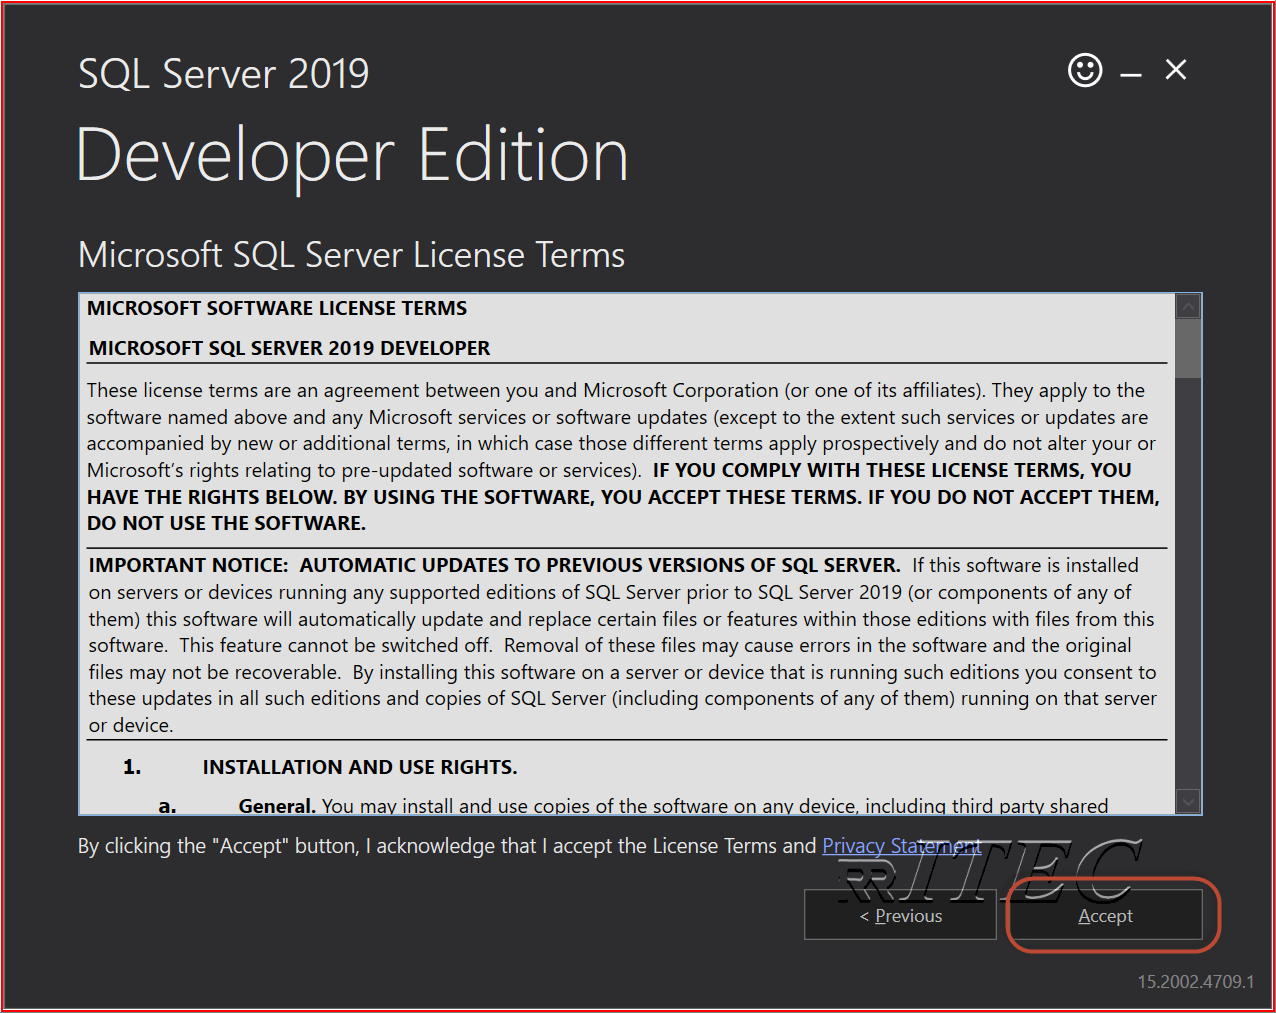 SQL Server 2019
Developer Edition
Microsoft SQL Server License Terms
MICROSOFT SOFTWARE LICENSE TERMS
MICROSOFT SQL SERVER 2019 DEVELOPER
These license terms are an agreement between you and Microsoft Corporation (or one of its affiliates). They apply to the
software named above and any Microsoft services or software updates (except to the extent such services or updates are
accompanied by new or additional terms, in which case those different terms apply prospectively and do not alter your or
Microsoft’s rights relating to pre-updated software or services).  IF YOU COMPLY WITH THESE LICENSE TERMS, YOU
HAVE THE RIGHTS BELOW. BY USING THE SOFTWARE, YOU ACCEPT THESE TERMS. IF YOU DO NOT ACCEPT THEM,
DO NOT USE THE SOFTWARE.
IMPORTANT NOTICE:  AUTOMATIC UPDATES TO PREVIOUS VERSIONS OF SQL SERVER.  If this software is installed
on servers or devices running any supported editions of SQL Server prior to SQL Server 2019 (or components of any of
them) this software will automatically update and replace certain files or features within those editions with files from this
software.  This feature cannot be switched off.  Removal of these files may cause errors in the software and the original
files may not be recoverable.  By installing this software on a server or device that is running such editions you consent to
these updates in all such editions and copies of SQL Server (including components of any of them) running on that server
or device.
1. INSTALLATION AND USE RIGHTS.
a. General. You may install and use copies of the software on any device, including third party shared
By clicking the "Accept" button, I acknowledge that I accept the License Terms and Privacy Statement
RITEC
< Previous
Accept
15.2002.4709.1